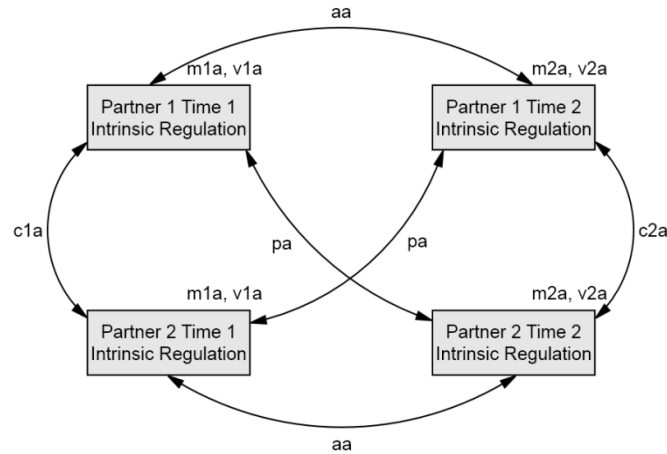 aa
m1a, v1a
m2a, v2a
Partner 1 Time 1
Intrinsic Regulation
Partner 1 Time 2
Intrinsic Regulation
c1a
pa
pa
c2a
m1a, v1a
m2a, v2a
Partner 2 Time 1
Intrinsic Regulation
Partner 2 Time 2
Intrinsic Regulation
aa